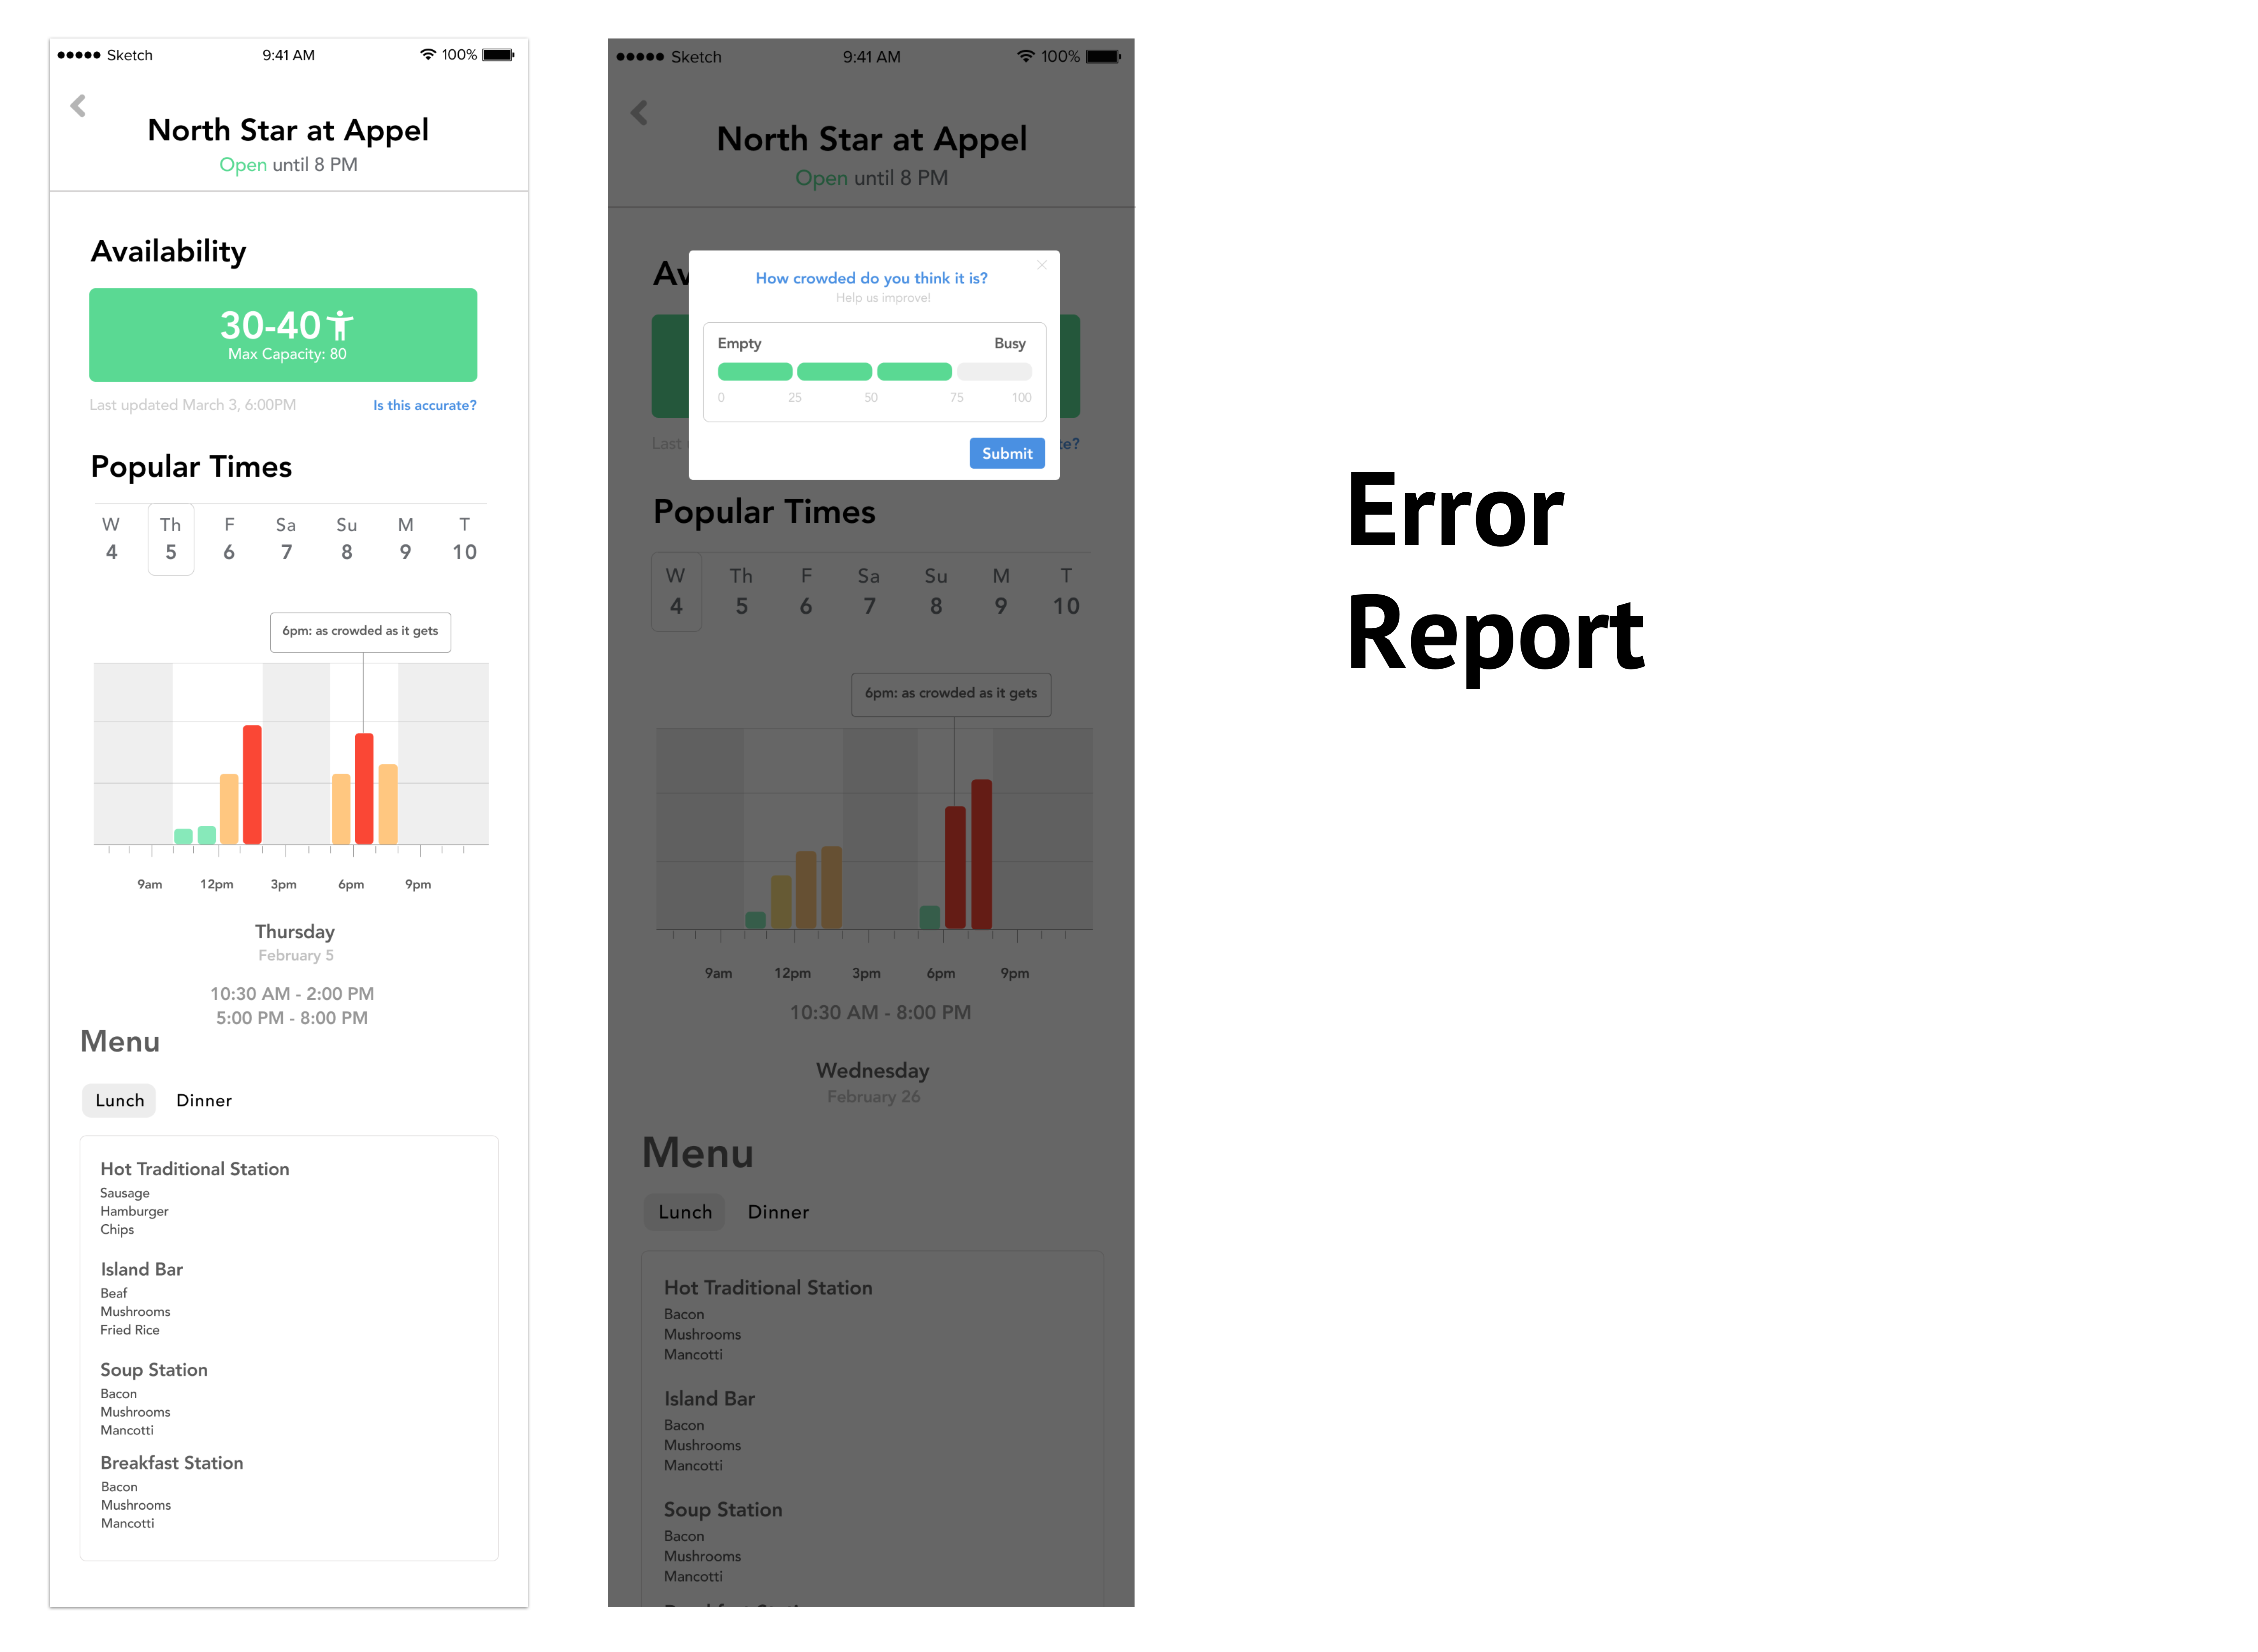 Sketch 9:41 AM 100%
North Star at Appel
Open until 8 PM
Availability
30-40
Max Capacity: 80
Last updated March 3, 6:00PM Is this accurate?
Popular Times
W Th F Sa Su M T
4 5 6 7 8 9 10
6pm: as crowded as it gets
9am 12pm 3pm 6pm 9pm
Thursday
February 5
10:30 AM - 2:00 PM
5:00 PM - 8:00 PM
Menu
Lunch Dinner
Hot Traditional Station
Sausage
Hamburger
Chips
Island Bar
Beaf
Mushrooms
Fried Rice
Soup Station
Bacon
Mushrooms
Mancotti
Breakfast Station
Bacon
Mushrooms
Mancotti
Sketch 9:41 AM 100%
North Star at Appel
Open until 8 PM
Av
How crowded do you think it is?
Help us improve!
Empty Busy
0 25 50 75 100
Last te?
Submit
Popular Times
W Th F Sa Su M T
4 5 6 7 8 9 10
6pm: as crowded as it gets
9am 12pm 3pm 6pm 9pm
10:30 AM - 8:00 PM
Wednesday
February 26
Menu
Lunch Dinner
Hot Traditional Station
Bacon
Mushrooms
Mancotti
Island Bar
Bacon
Mushrooms
Mancotti
Soup Station
Bacon
Mushrooms
Mancotti
Error
Report